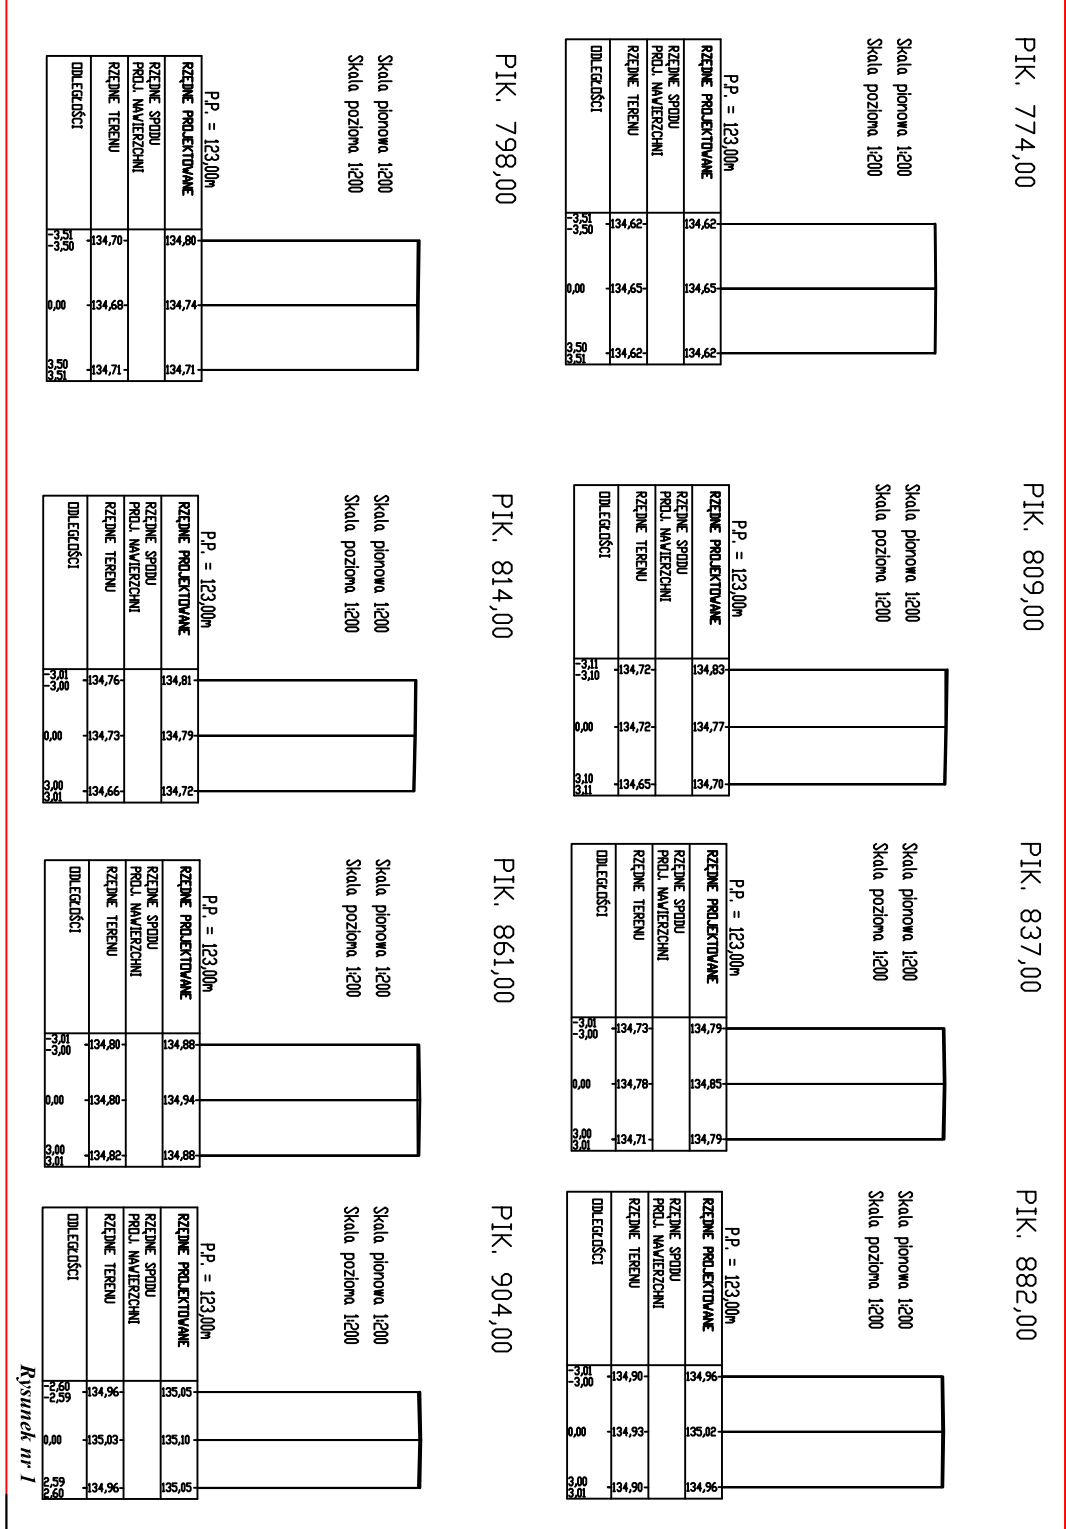 PIK. 774,00
Skala pionowa 1:200
Skala pozioma 1:200
P.P. = 123,00m
RZĘDNE PROJEKTOWANE
134,62 134,65 134,62
RZĘDNE SPODU
PROJ. NAWIERZCHNI
RZĘDNE TERENU
134,62 134,65 134,62
ODLEGŁOŚCI
-3,51 -3,50 0,00 3,50 3,51
PIK. 809,00
Skala pionowa 1:200
Skala pozioma 1:200
P.P. = 123,00m
RZĘDNE PROJEKTOWANE
134,83 134,77 134,70
RZĘDNE SPODU
PROJ. NAWIERZCHNI
RZĘDNE TERENU
134,72 134,72 134,65
ODLEGŁOŚCI
-3,11 -3,10 0,00 3,10 3,11
PIK. 837,00
Skala pionowa 1:200
Skala pozioma 1:200
P.P. = 123,00m
RZĘDNE PROJEKTOWANE
134,79 134,85 134,79
RZĘDNE SPODU
PROJ. NAWIERZCHNI
RZĘDNE TERENU
134,73 134,78 134,71
ODLEGŁOŚCI
-3,01 -3,00 0,00 3,00 3,01
PIK. 882,00
Skala pionowa 1:200
Skala pozioma 1:200
P.P. = 123,00m
RZĘDNE PROJEKTOWANE
134,96 135,02 134,96
RZĘDNE SPODU
PROJ. NAWIERZCHNI
RZĘDNE TERENU
134,90 134,93 134,90
ODLEGŁOŚCI
-3,01 -3,00 0,00 3,00 3,01
PIK. 798,00
Skala pionowa 1:200
Skala pozioma 1:200
P.P. = 123,00m
RZĘDNE PROJEKTOWANE
134,80 134,74 134,71
RZĘDNE SPODU
PROJ. NAWIERZCHNI
RZĘDNE TERENU
134,70 134,68 134,71
ODLEGŁOŚCI
-3,51 -3,50 0,00 3,50 3,51
PIK. 814,00
Skala pionowa 1:200
Skala pozioma 1:200
P.P. = 123,00m
RZĘDNE PROJEKTOWANE
134,81 134,79 134,72
RZĘDNE SPODU
PROJ. NAWIERZCHNI
RZĘDNE TERENU
134,76 134,73 134,66
ODLEGŁOŚCI
-3,01 -3,00 0,00 3,00 3,01
PIK. 861,00
Skala pionowa 1:200
Skala pozioma 1:200
P.P. = 123,00m
RZĘDNE PROJEKTOWANE
134,88 134,94 134,88
RZĘDNE SPODU
PROJ. NAWIERZCHNI
RZĘDNE TERENU
134,80 134,80 134,82
ODLEGŁOŚCI
-3,01 -3,00 0,00 3,00 3,01
PIK. 904,00
Skala pionowa 1:200
Skala pozioma 1:200
P.P. = 123,00m
RZĘDNE PROJEKTOWANE
135,05 135,10 135,05
RZĘDNE SPODU
PROJ. NAWIERZCHNI
RZĘDNE TERENU
134,96 135,03 134,96
ODLEGŁOŚCI
-2,60 -2,59 0,00 2,59 2,60
Rysunek nr 1